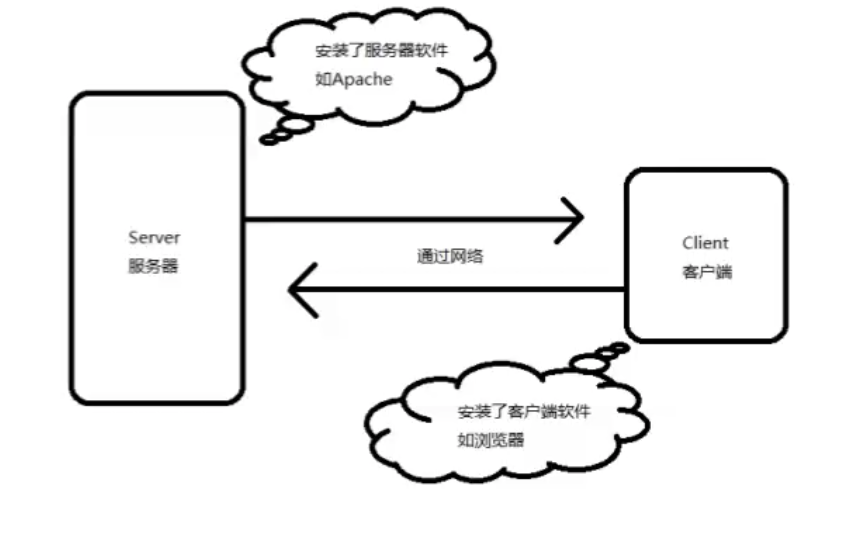 安装了服务器软件
如Apache
Server
服务器
通过网络
Client
客户端
安装了客户端软件
如浏览器